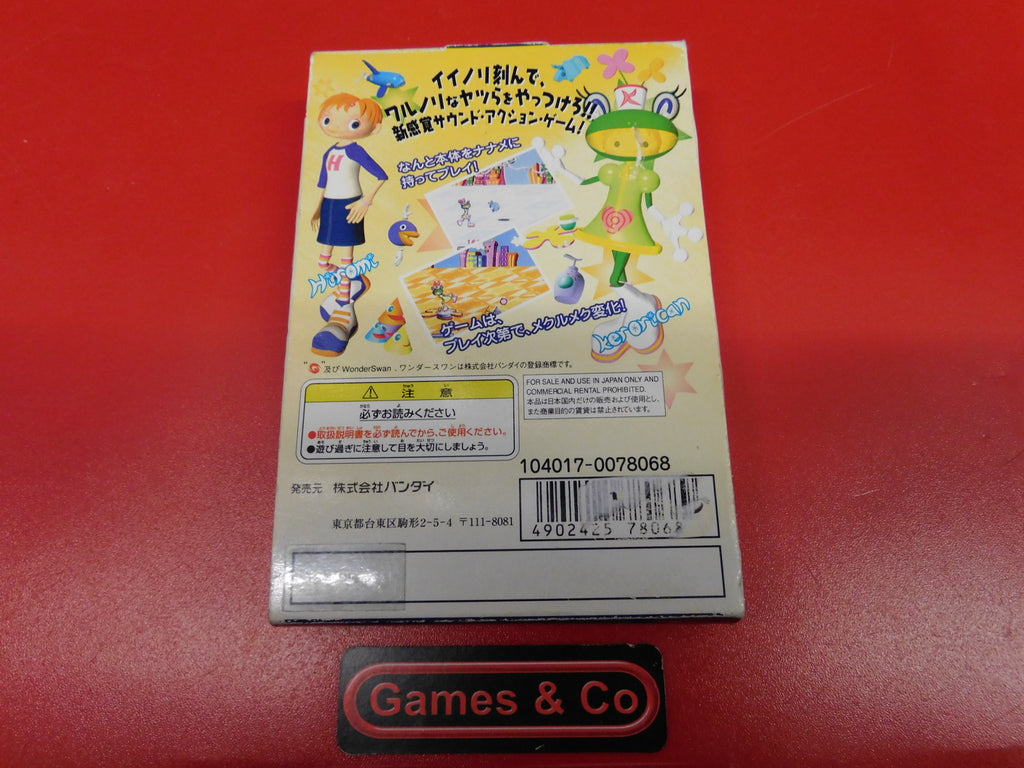 イイノリ刻んで、
ワルノリなヤツらをやっつけろ!!
新感覚サウンド・アクション・ゲーム!
なんと本体をナナメに
持ってプレイ!
H
Hiromi
kerorican
ゲームは、
プレイ次第で、メクルメク変化!
" "及び WonderSwan、ワンダースワンは株式会社バンダイの登録商標です。
注 意
必ずお読みください
●取扱説明書を必ず読んでから、ご使用ください。
●遊び過ぎに注意して目を大切にしましょう。
FOR SALE AND USE IN JAPAN ONLY AND
COMMERCIAL RENTAL PROHIBITED.
本品は日本国内だけの販売および使用とし、
また商業目的の賃貸は禁止されています。
104017-0078068
発売元 株式会社バンダイ
東京都台東区駒形2-5-4 〒111-8081
4902425 78068
Games & Co